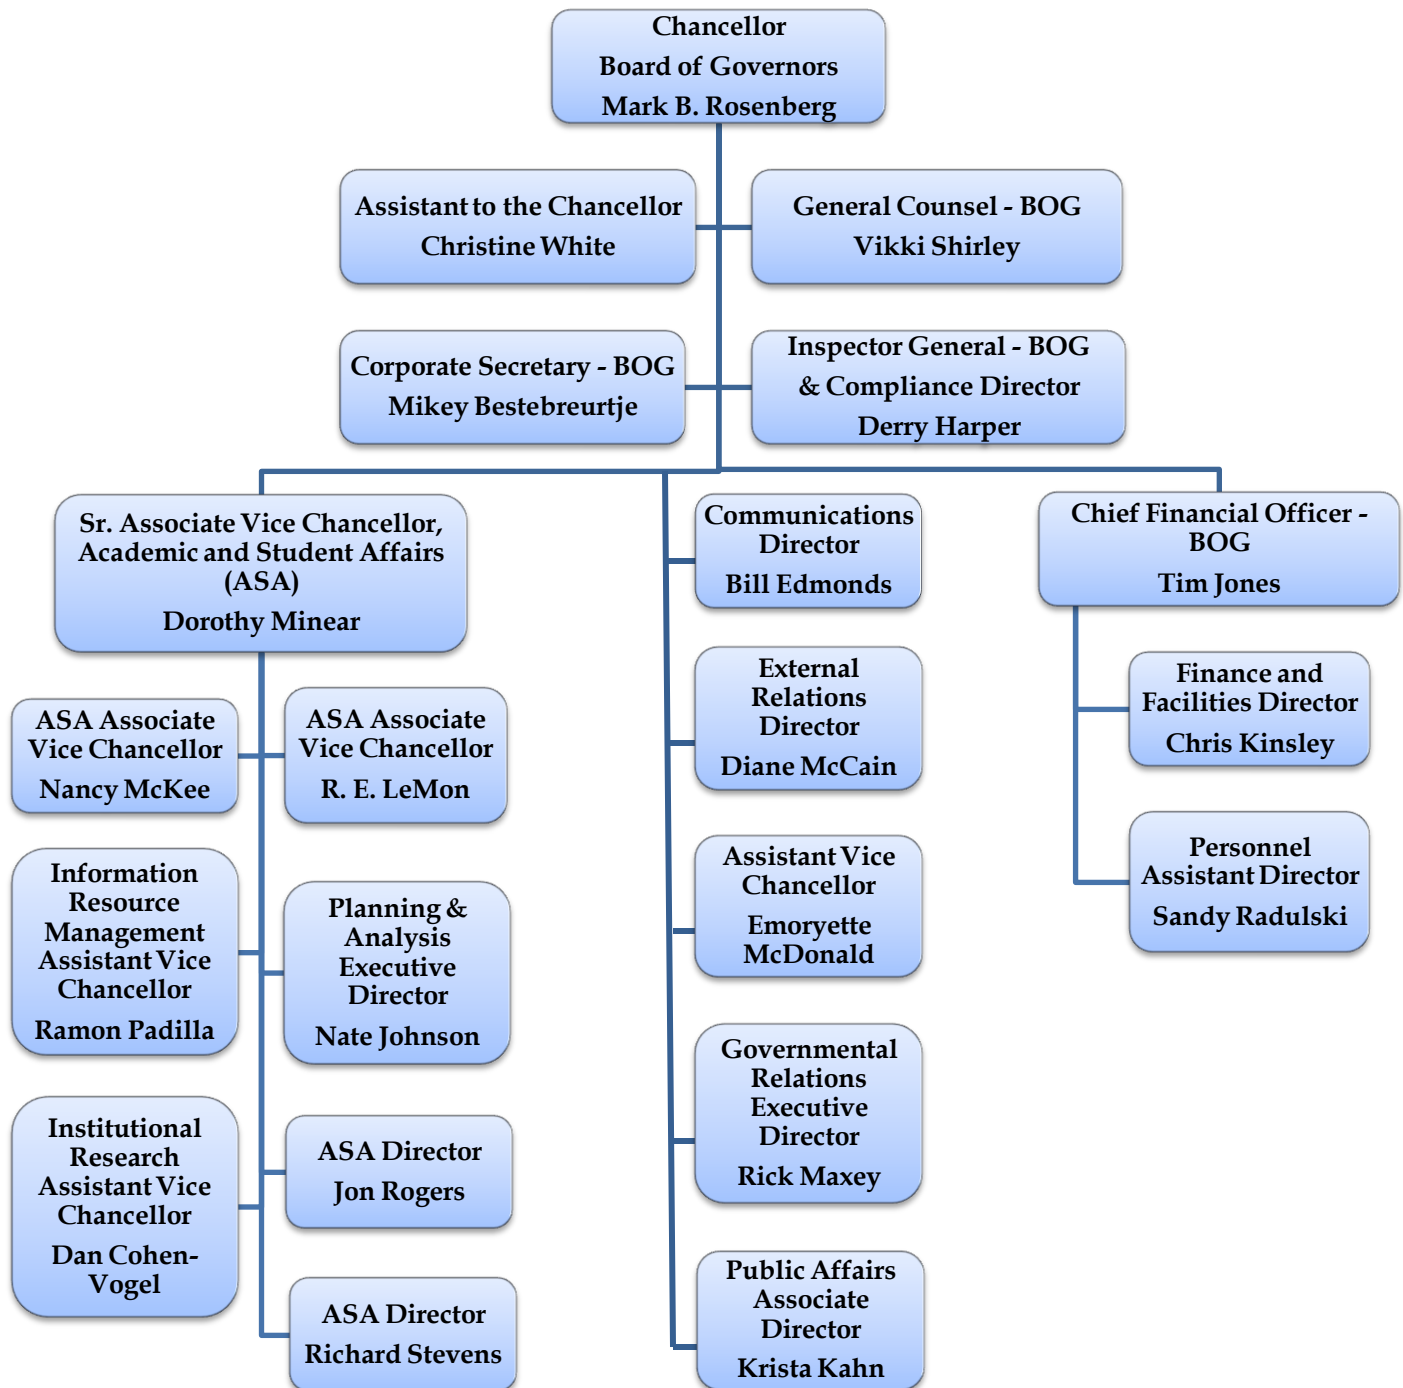 Chancellor
Board of Governors
Mark B. Rosenberg
Assistant to the Chancellor
Christine White
General Counsel - BOG
Vikki Shirley
Corporate Secretary - BOG
Mikey Bestebreurtje
Inspector General - BOG
& Compliance Director
Derry Harper
Sr. Associate Vice Chancellor,
Academic and Student Affairs
(ASA)
Dorothy Minear
ASA Associate
Vice Chancellor
Nancy McKee
ASA Associate
Vice Chancellor
R. E. LeMon
Information
Resource
Management
Assistant Vice
Chancellor
Ramon Padilla
Planning &
Analysis
Executive
Director
Nate Johnson
Institutional
Research
Assistant Vice
Chancellor
Dan Cohen-
Vogel
ASA Director
Jon Rogers
ASA Director
Richard Stevens
Communications
Director
Bill Edmonds
External
Relations
Director
Diane McCain
Assistant Vice
Chancellor
Emoryette
McDonald
Governmental
Relations
Executive
Director
Rick Maxey
Public Affairs
Associate
Director
Krista Kahn
Chief Financial Officer -
BOG
Tim Jones
Finance and
Facilities Director
Chris Kinsley
Personnel
Assistant Director
Sandy Radulski